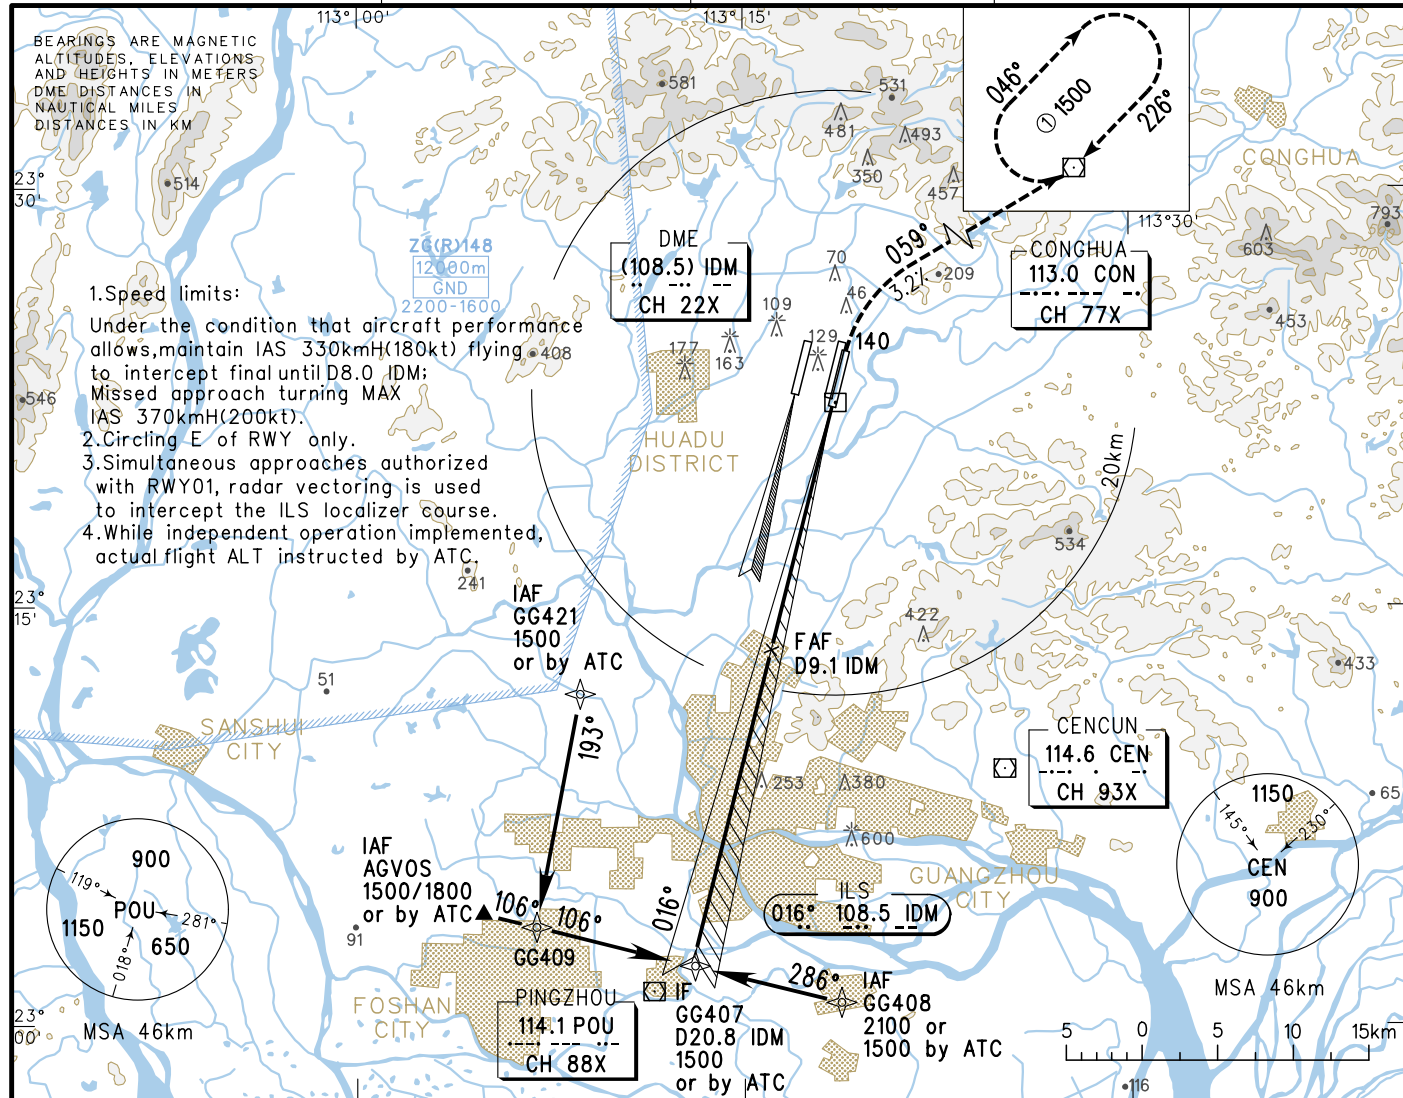 113° 00'
113° 15'
BEARINGS ARE MAGNETIC
ALTITUDES, ELEVATIONS
AND HEIGHTS IN METERS
DME DISTANCES IN
NAUTICAL MILES
DISTANCES IN KM
581
531
481
493
350
457
046°
① 1500
226°
CONGHUA
514
23°
30'
113°30'
793
603
ZG(R)148
12000m
GND
2200-1600
DME
(108.5) IDM
CH 22X
059°
3.2%
209
70
46
CONGHUA
113.0 CON
CH 77X
453
1.Speed limits:
Under the condition that aircraft performance
allows,maintain IAS 330kmH(180kt) flying
to intercept final until D8.0 IDM;
Missed approach turning MAX
IAS 370kmH(200kt).
2.Circling E of RWY only.
3.Simultaneous approaches authorized
with RWY01, radar vectoring is used
to intercept the ILS localizer course.
4.While independent operation implemented,
actual flight ALT instructed by ATC.
408
109
177
163
129
140
546
HUADU
DISTRICT
20km
534
241
23°
15'
IAF
GG421
1500
or by ATC
422
FAF
D9.1 IDM
433
51
SANSHUI
CITY
193°
CENCUN
114.6 CEN
CH 93X
253
380
600
65
1150
145°
230°
CEN
900
MSA 46km
900
119°
POU
281°
1150
650
018°
MSA 46km
IAF
AGVOS
1500/1800
or by ATC
106°
106°
016°
GUANGZHOU
CITY
ILS
016° 108.5 IDM
91
GG409
FOSHAN
CITY
PINGZHOU
114.1 POU
CH 88X
IF
GG407
D20.8 IDM
1500
or by ATC
286°
IAF
GG408
2100 or
1500 by ATC
23°
00'
5 0 5 10 15km
116